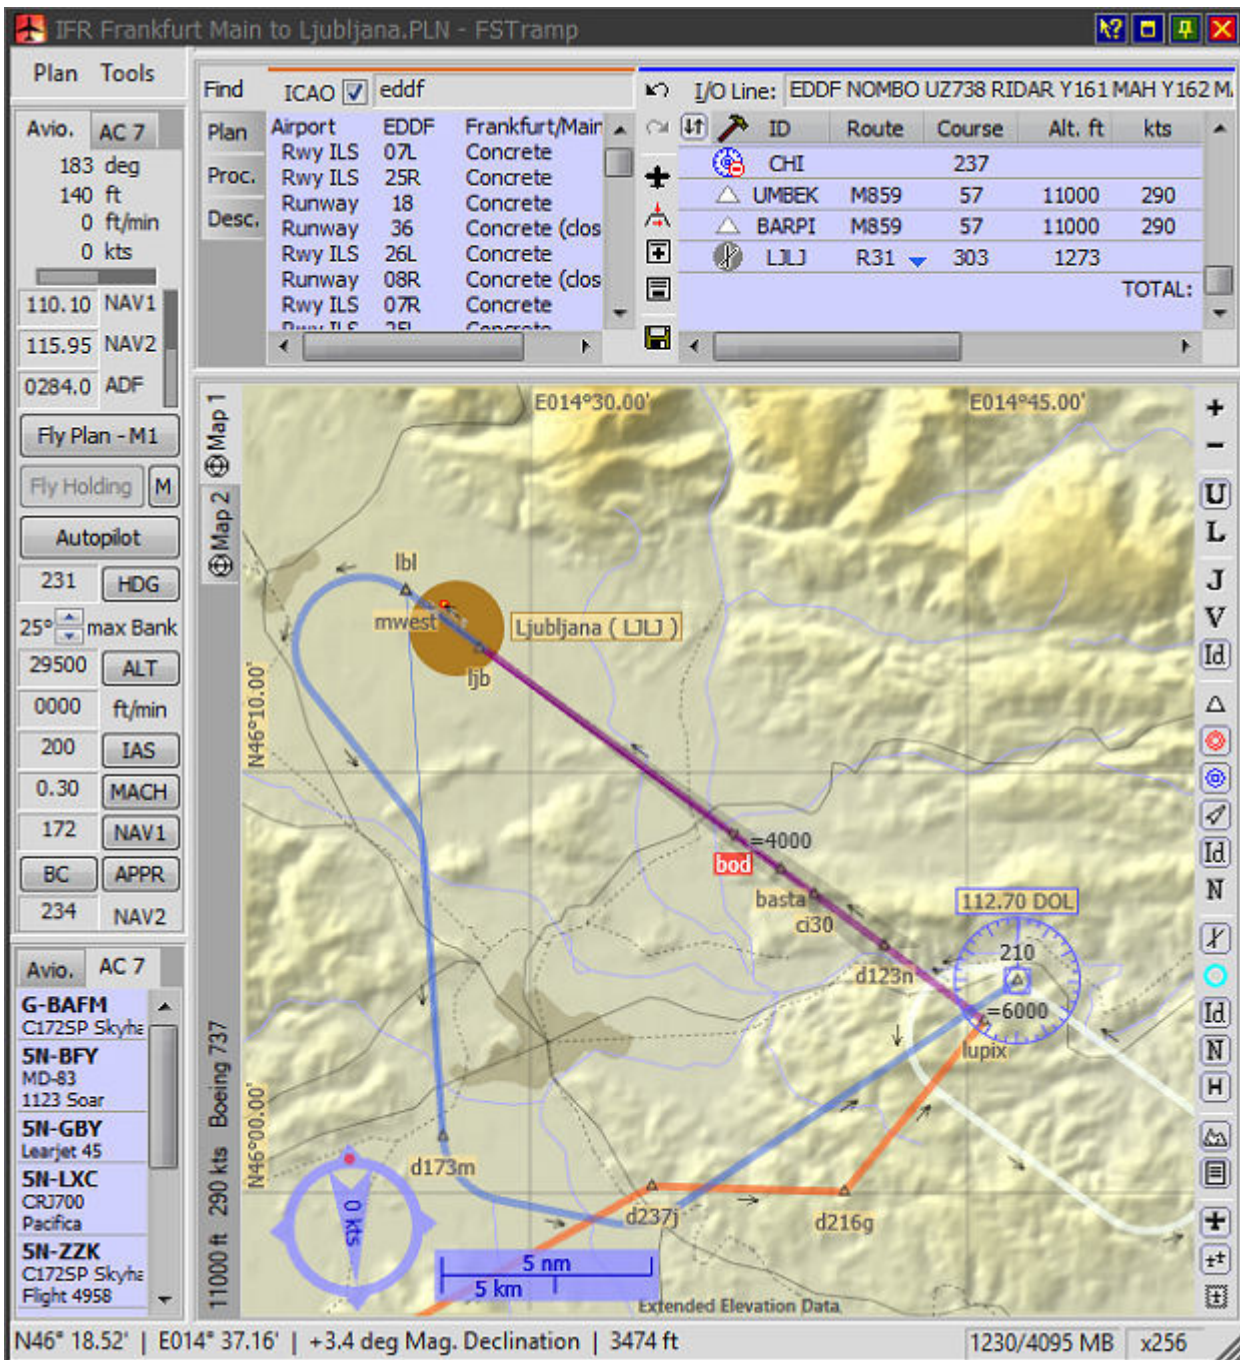 IFR Frankfurt Main to Ljubljana.PLN - FSTramp
Plan Tools
Avio. AC 7
183 deg
140 ft
0 ft/min
0 kts
110.10 NAV1
115.95 NAV2
0284.0 ADF
Fly Plan - M1
Fly Holding M
Autopilot
231 HDG
25° max Bank
29500 ALT
0000 ft/min
200 IAS
0.30 MACH
172 NAV1
BC APPR
234 NAV2
Avio. AC 7
G-BAFM
C172SP Skyha
5N-BFY
MD-83
1123 Soar
5N-GBY
Learjet 45
5N-LXC
CRJ700
Pacifica
5N-ZZK
C172SP Skyha
Flight 4958
Find
Plan
Proc.
Desc.
ICAO eddf
Airport EDDF Frankfurt/Main
Rwy ILS 07L Concrete
Rwy ILS 25R Concrete
Runway 18 Concrete
Runway 36 Concrete (clos
Rwy ILS 26L Concrete
Runway 08R Concrete (clos
Rwy ILS 07R Concrete
Rwy ILS 25L Concrete
I/O Line: EDDF NOMBO UZ738 RIDAR Y161 MAH Y162 M
ID Route Course Alt. ft kts
CHI 237
UMBEK M859 57 11000 290
BARPI M859 57 11000 290
LJLJ R31 303 1273
TOTAL:
Map 1
Map 2
11000 ft 290 kts Boeing 737
E014°30.00'
E014°45.00'
N46°10.00'
N46°00.00'
lbl
mwest
Ljubljana ( LJLJ )
ljb
=4000
bod
basta
ci30
d123n
112.70 DOL
210
=6000
lupix
d173m
d237j
d216g
0 kts
5 nm
5 km
Extended Elevation Data
+
−
U
L
J
V
Id
Id
N
Id
N
H
N46° 18.52' | E014° 37.16' | +3.4 deg Mag. Declination | 3474 ft
1230/4095 MB x256